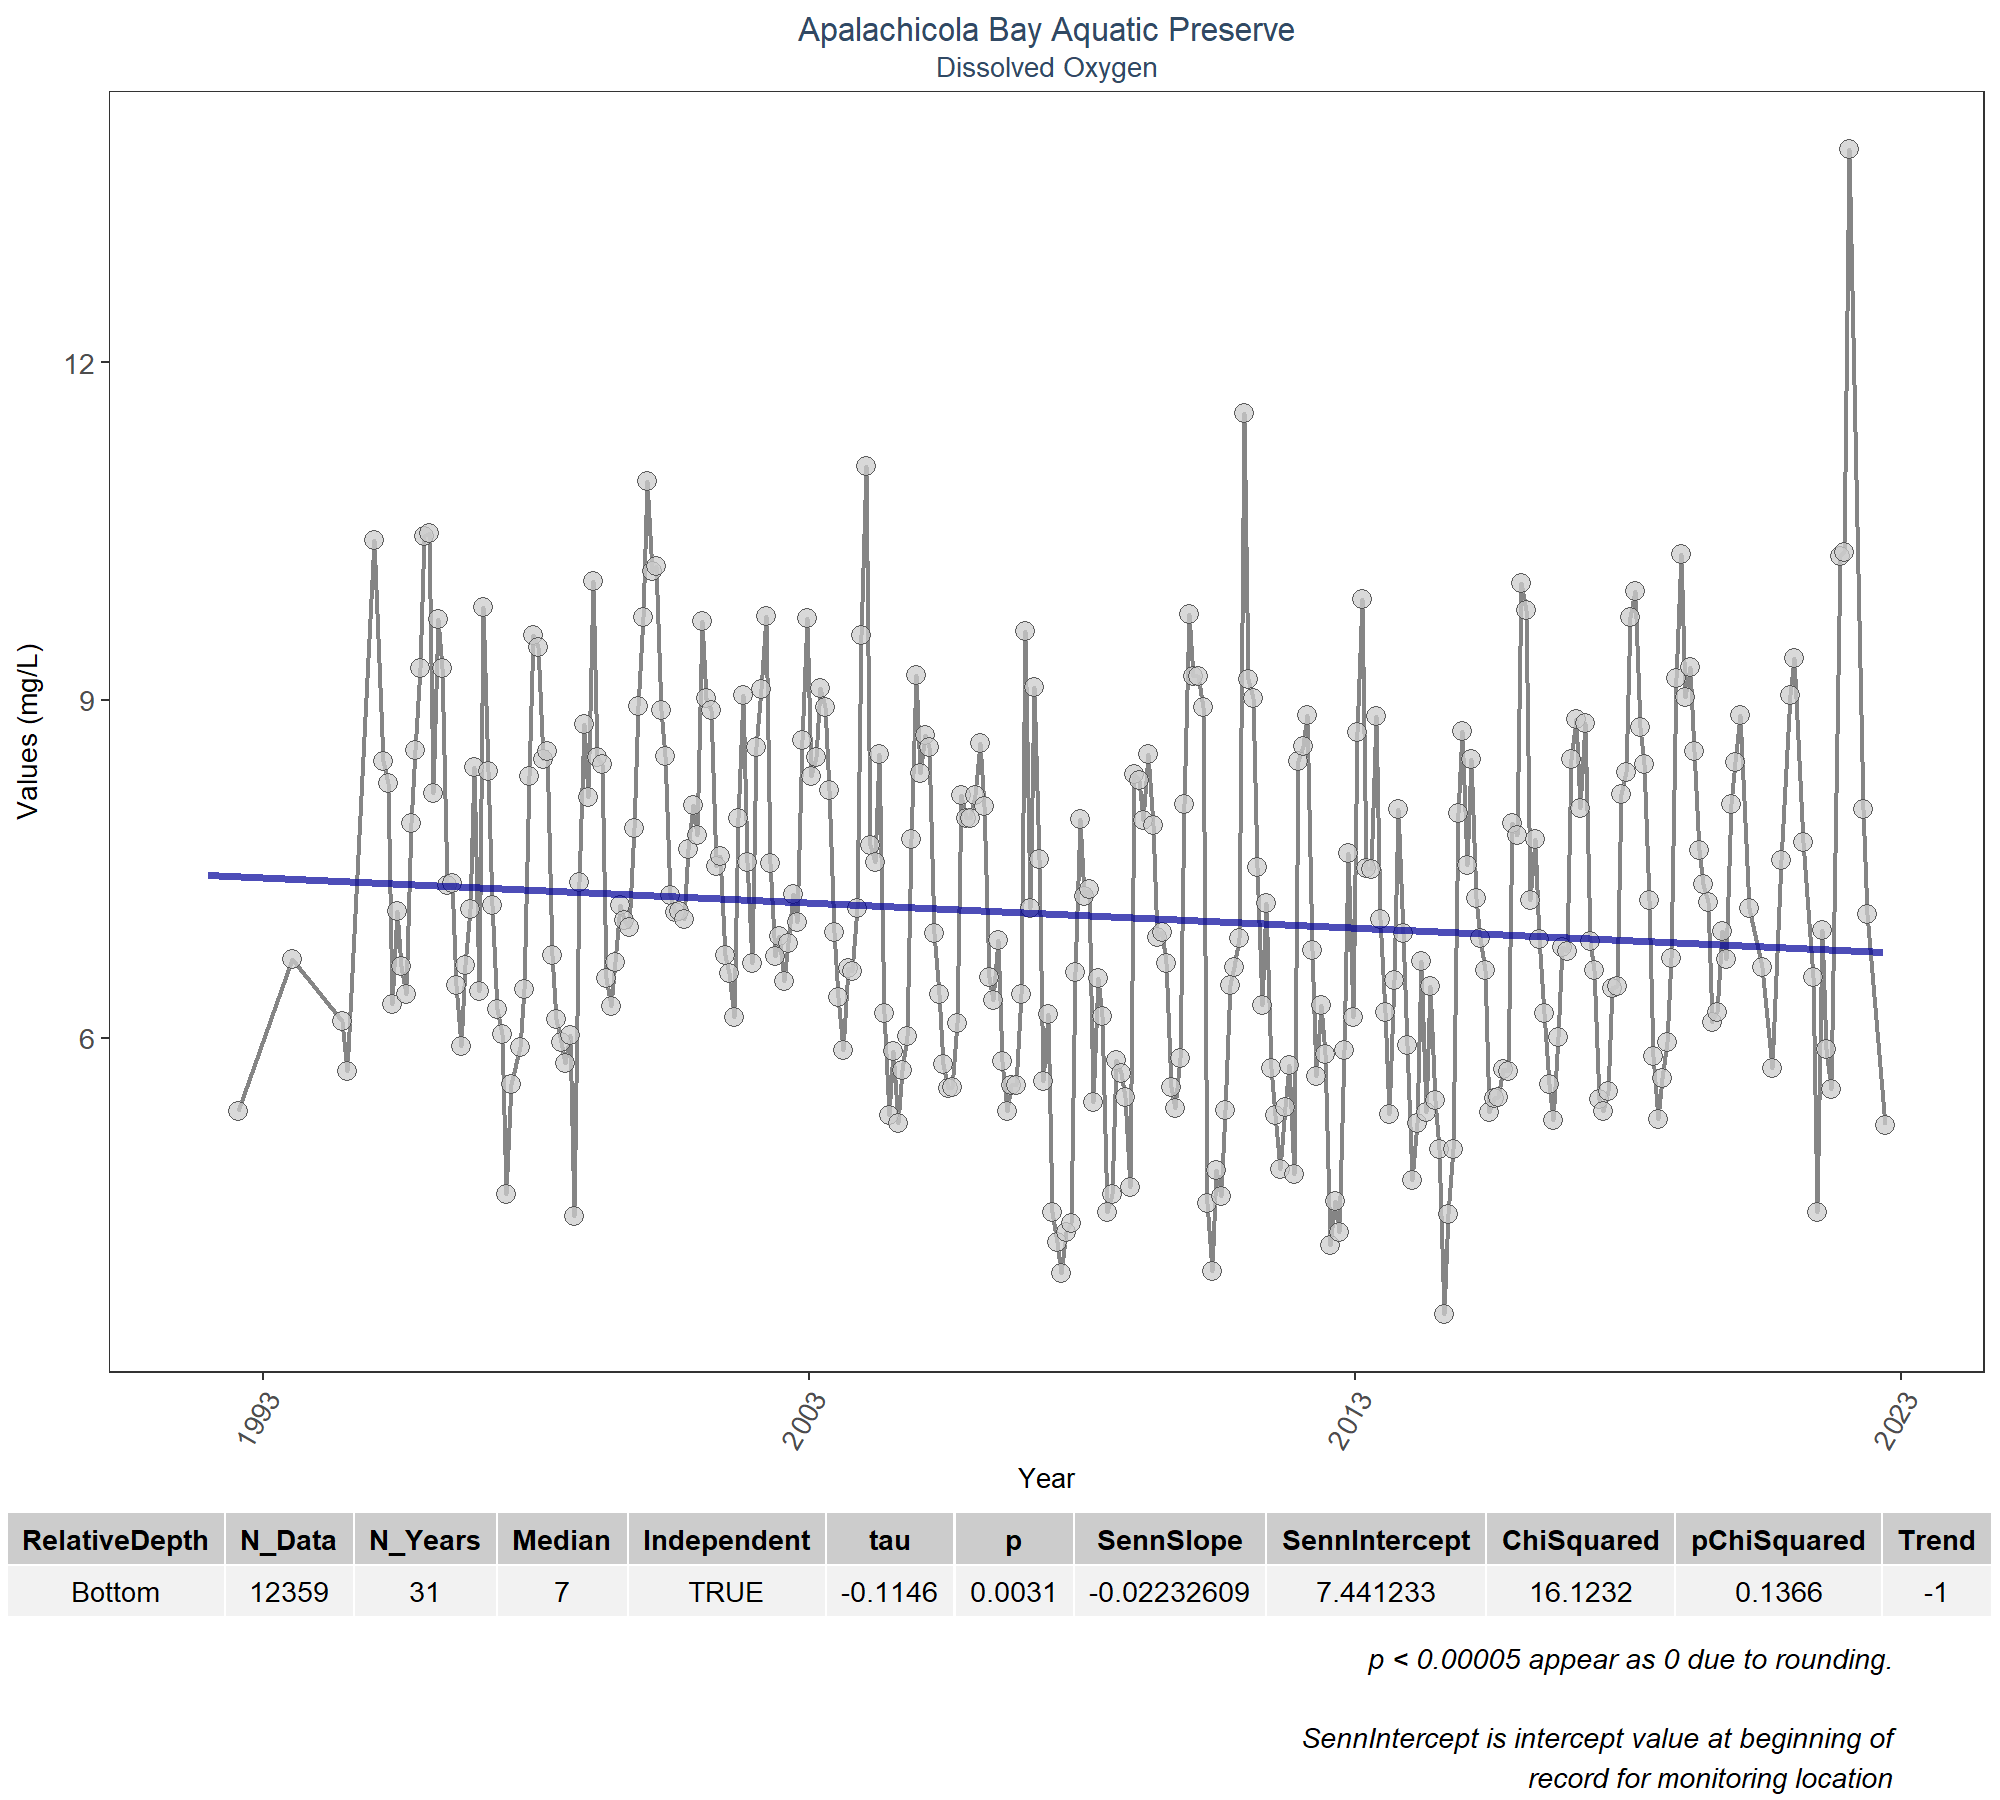 Apalachicola Bay Aquatic Preserve
Dissolved Oxygen
Values (mg/L)
12
9
6
1993
2003
2013
2023
Year
RelativeDepth N_Data N_Years Median Independent tau p SennSlope SennIntercept ChiSquared pChiSquared Trend
Bottom 12359 31 7 TRUE -0.1146 0.0031 -0.02232609 7.441233 16.1232 0.1366 -1
p < 0.00005 appear as 0 due to rounding.
SennIntercept is intercept value at beginning of
record for monitoring location